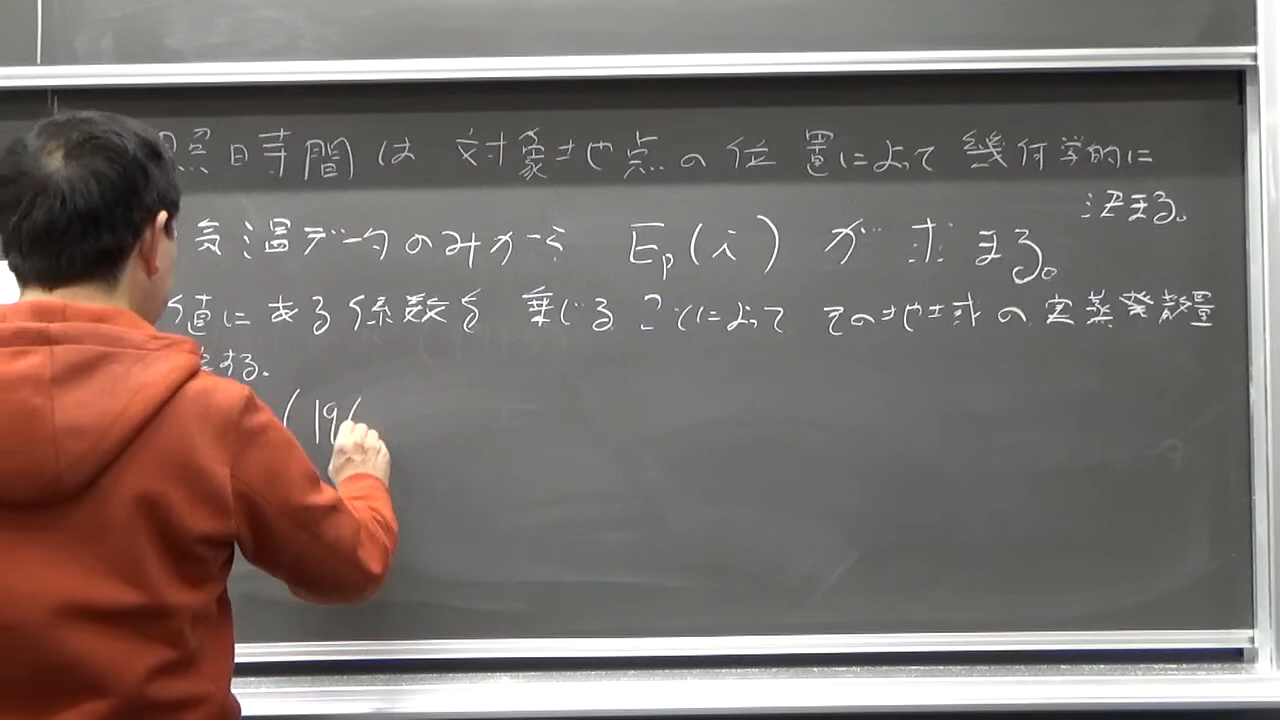 照日寺間は 対象地点の位置によって幾何学的に
決まる。
気温データのみから Ep(i) が求まる。
値にある係数を乗じることによってその地域の実蒸発散量
する。
(19